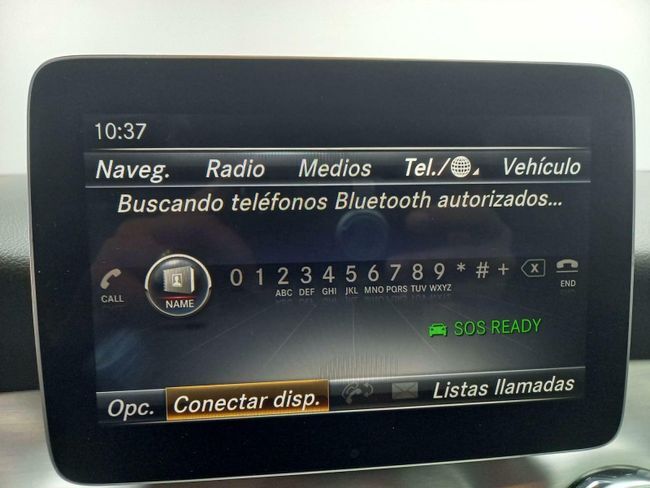 10:37
Naveg. Radio Medios Tel./ Vehículo
Buscando teléfonos Bluetooth autorizados...
CALL NAME 0 1 2 3 4 5 6 7 8 9 * # + END
ABC DEF GHI JKL MNO PQRS TUV WXYZ
SOS READY
Opc. Conectar disp. Listas llamadas